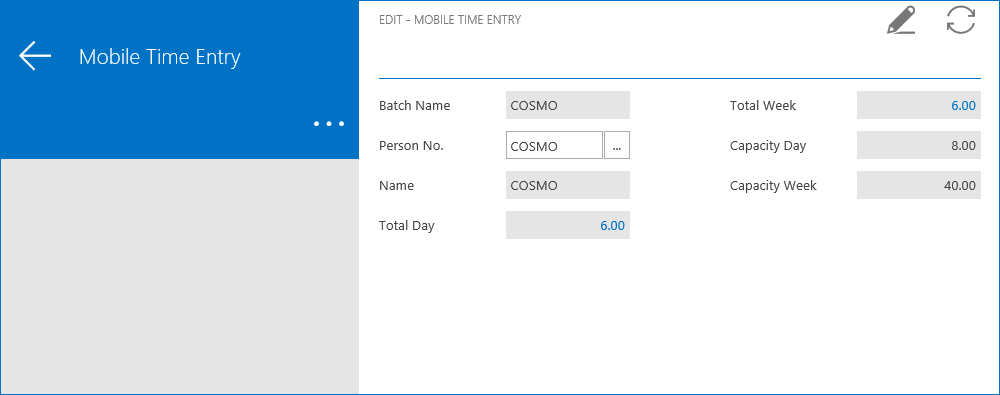 Mobile Time Entry
...
EDIT - MOBILE TIME ENTRY
Batch Name COSMO
Person No. COSMO ...
Name COSMO
Total Day 6.00
Total Week 6.00
Capacity Day 8.00
Capacity Week 40.00